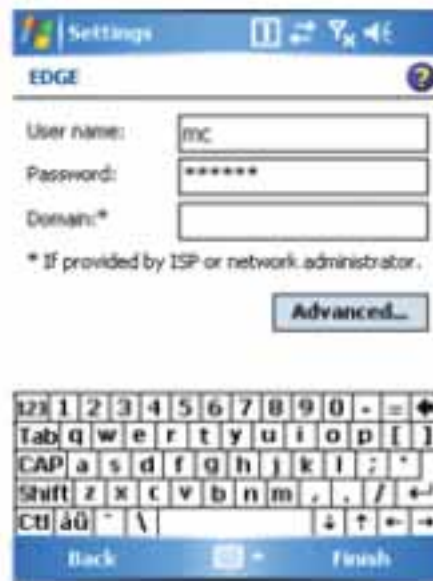 Settings
EDGE
User name: mc
Password: ******
Domain:*
* If provided by ISP or network administrator.
Advanced...
123 1 2 3 4 5 6 7 8 9 0 - = 
Tab q w e r t y u i o p [ ]
CAP a s d f g h j k l ; '
Shift z x c v b n m , . /
Ctl áü ` \
Back
Finish